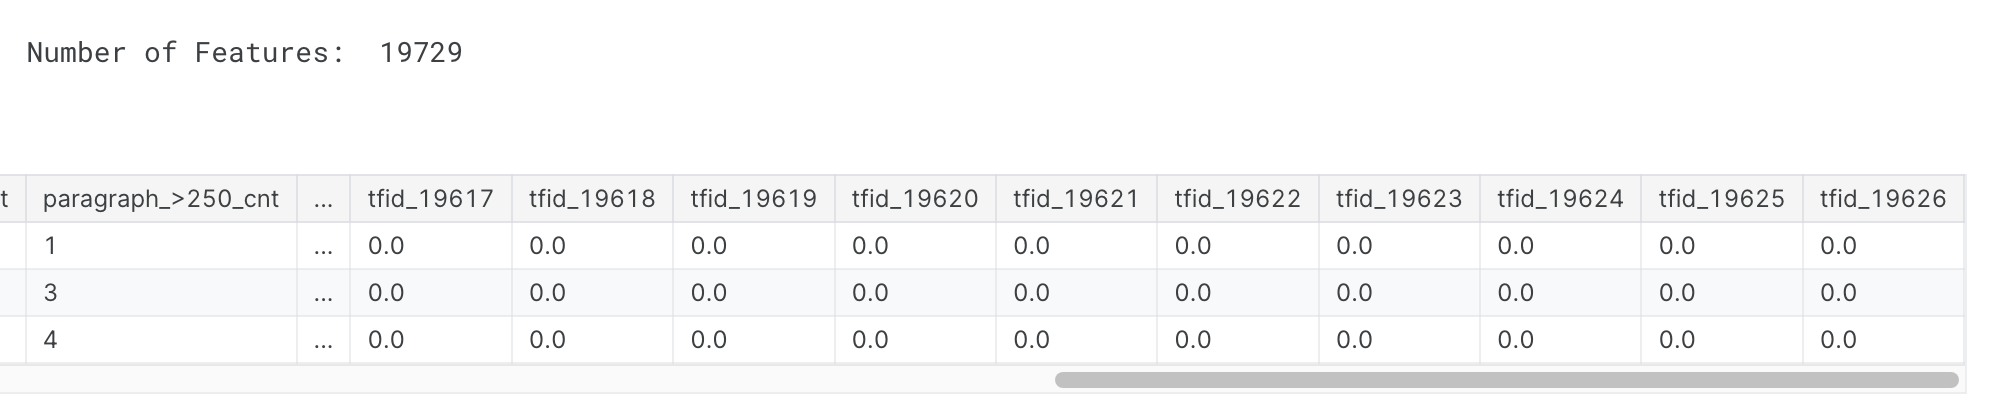 Number of Features:  19729
t paragraph_>250_cnt ... tfid_19617 tfid_19618 tfid_19619 tfid_19620 tfid_19621 tfid_19622 tfid_19623 tfid_19624 tfid_19625 tfid_19626
1 ... 0.0 0.0 0.0 0.0 0.0 0.0 0.0 0.0 0.0 0.0
3 ... 0.0 0.0 0.0 0.0 0.0 0.0 0.0 0.0 0.0 0.0
4 ... 0.0 0.0 0.0 0.0 0.0 0.0 0.0 0.0 0.0 0.0